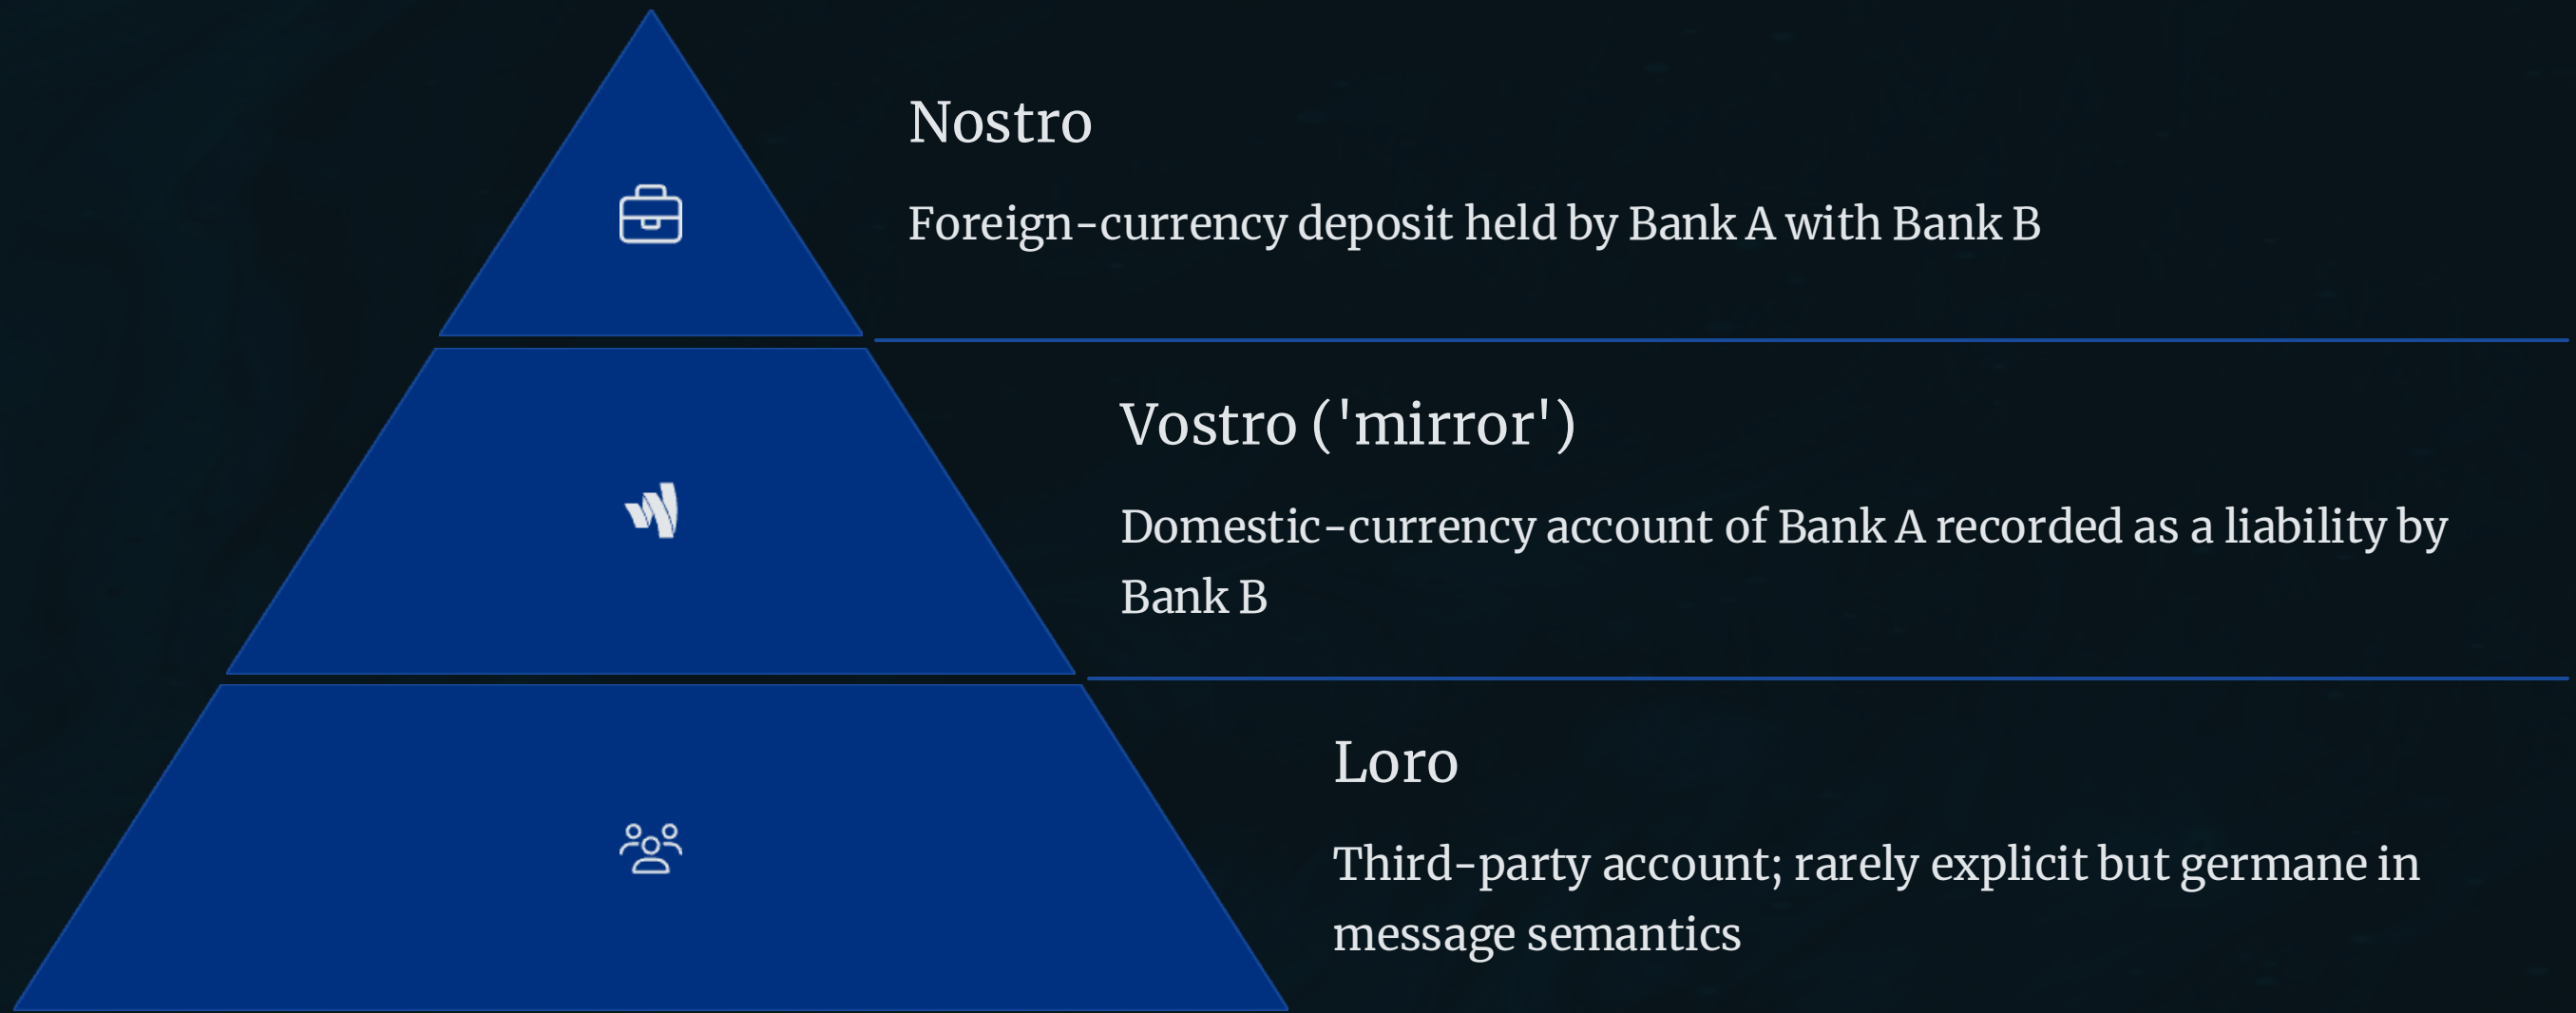 Nostro
Foreign-currency deposit held by Bank A with Bank B
Vostro ('mirror')
Domestic-currency account of Bank A recorded as a liability by
Bank B
Loro
Third-party account; rarely explicit but germane in
message semantics